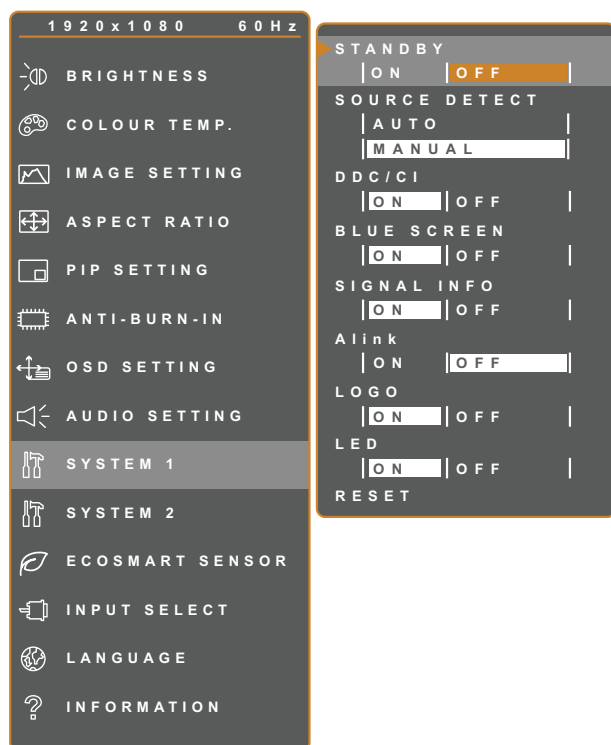 1920x1080 60Hz
BRIGHTNESS
COLOUR TEMP.
IMAGE SETTING
ASPECT RATIO
PIP SETTING
ANTI-BURN-IN
OSD SETTING
AUDIO SETTING
SYSTEM 1
SYSTEM 2
ECOSMART SENSOR
INPUT SELECT
LANGUAGE
INFORMATION
STANDBY
ON OFF
SOURCE DETECT
AUTO
MANUAL
DDC/CI
ON OFF
BLUE SCREEN
ON OFF
SIGNAL INFO
ON OFF
Alink
ON OFF
LOGO
ON OFF
LED
ON OFF
RESET